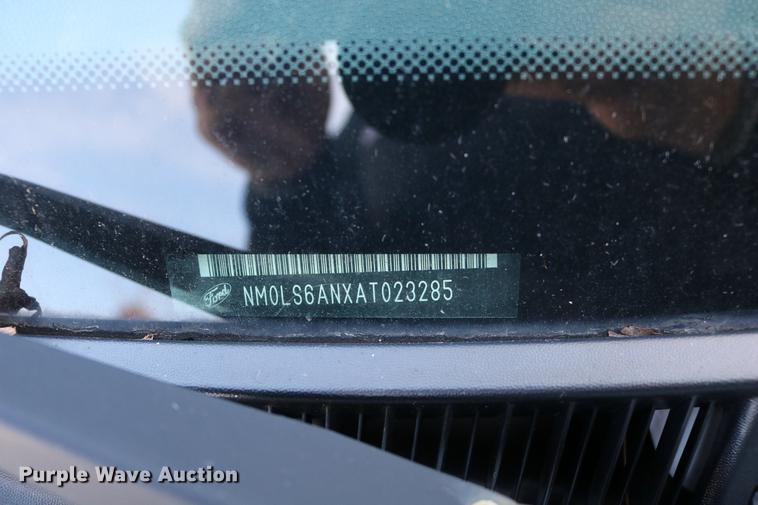 Ford NM0LS6ANXAT023285
Purple Wave Auction